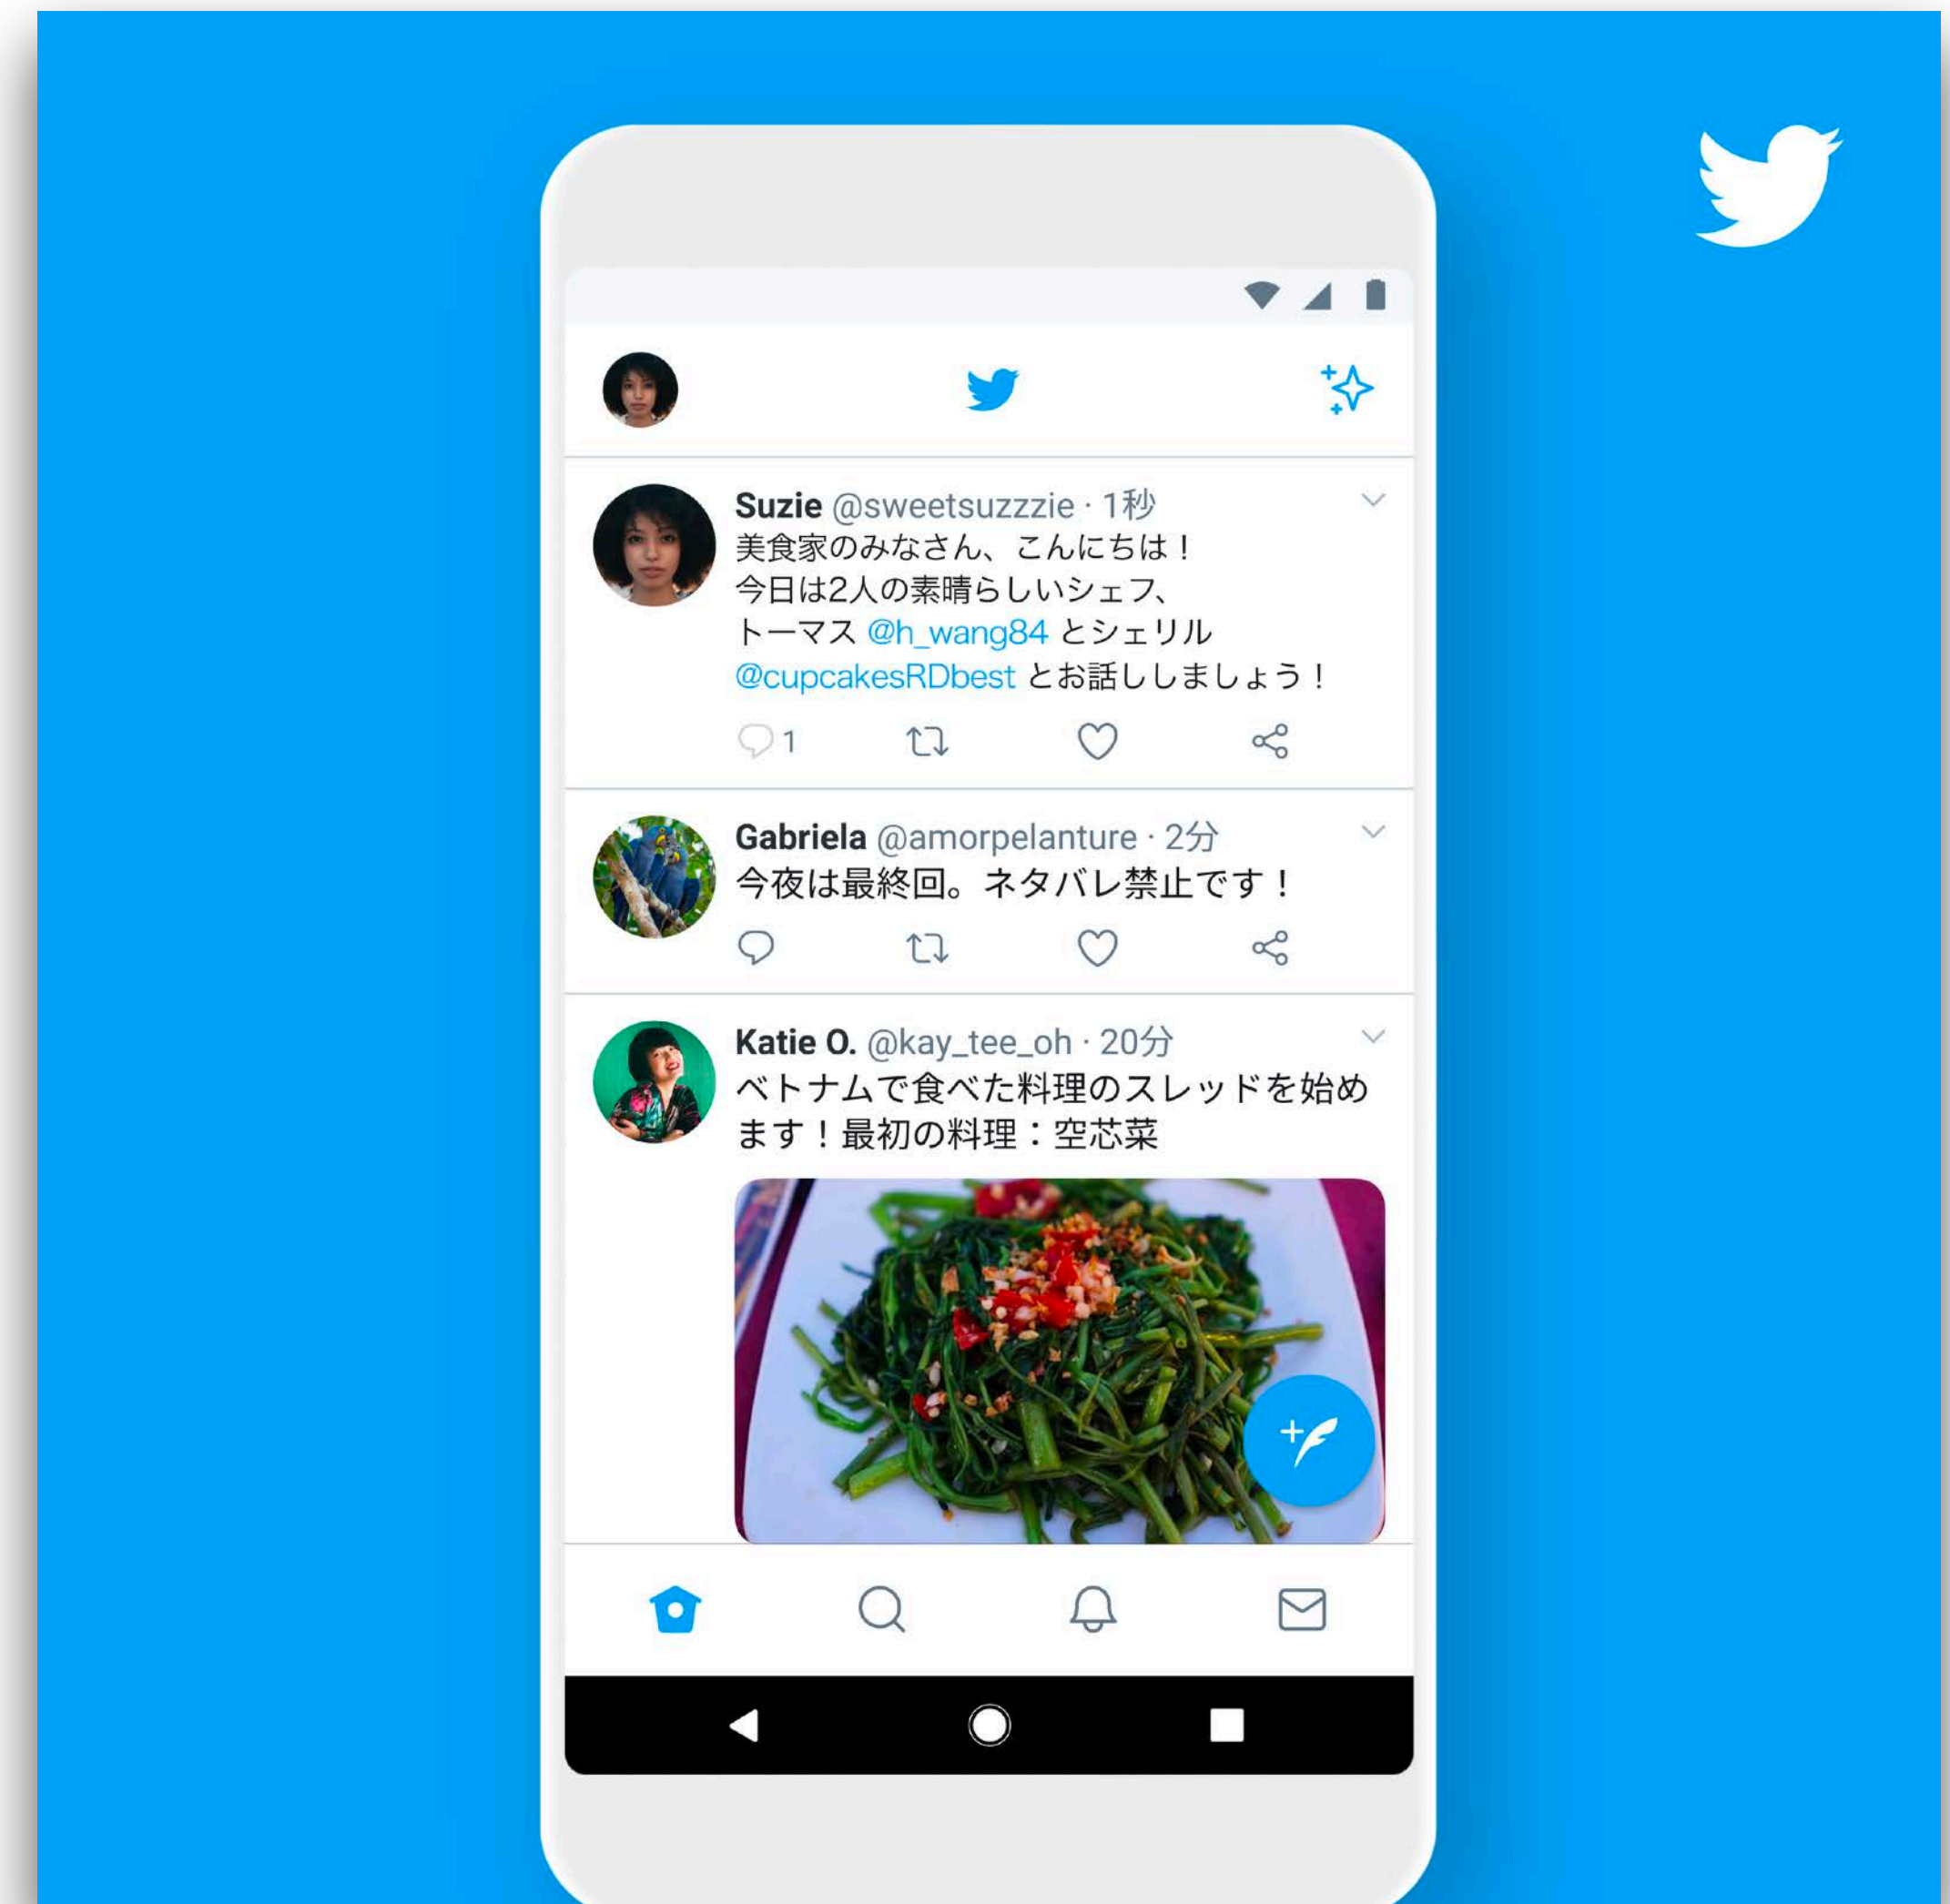 Suzie @sweetsuzzzie · 1秒
美食家のみなさん、こんにちは！
今日は2人の素晴らしいシェフ、
トーマス @h_wang84 とシェリル
@cupcakesRDbest とお話ししましょう！
1
Gabriela @amorpelanture · 2分
今夜は最終回。ネタバレ禁止です！
Katie O. @kay_tee_oh · 20分
ベトナムで食べた料理のスレッドを始め
ます！最初の料理：空芯菜